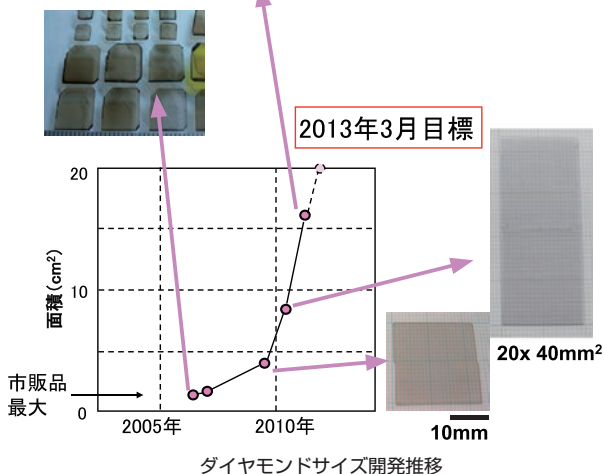 2013年3月目標
20
10
0
面積(cm²)
市販品
最大
2005年
2010年
20x 40mm²
10mm
ダイヤモンドサイズ開発推移